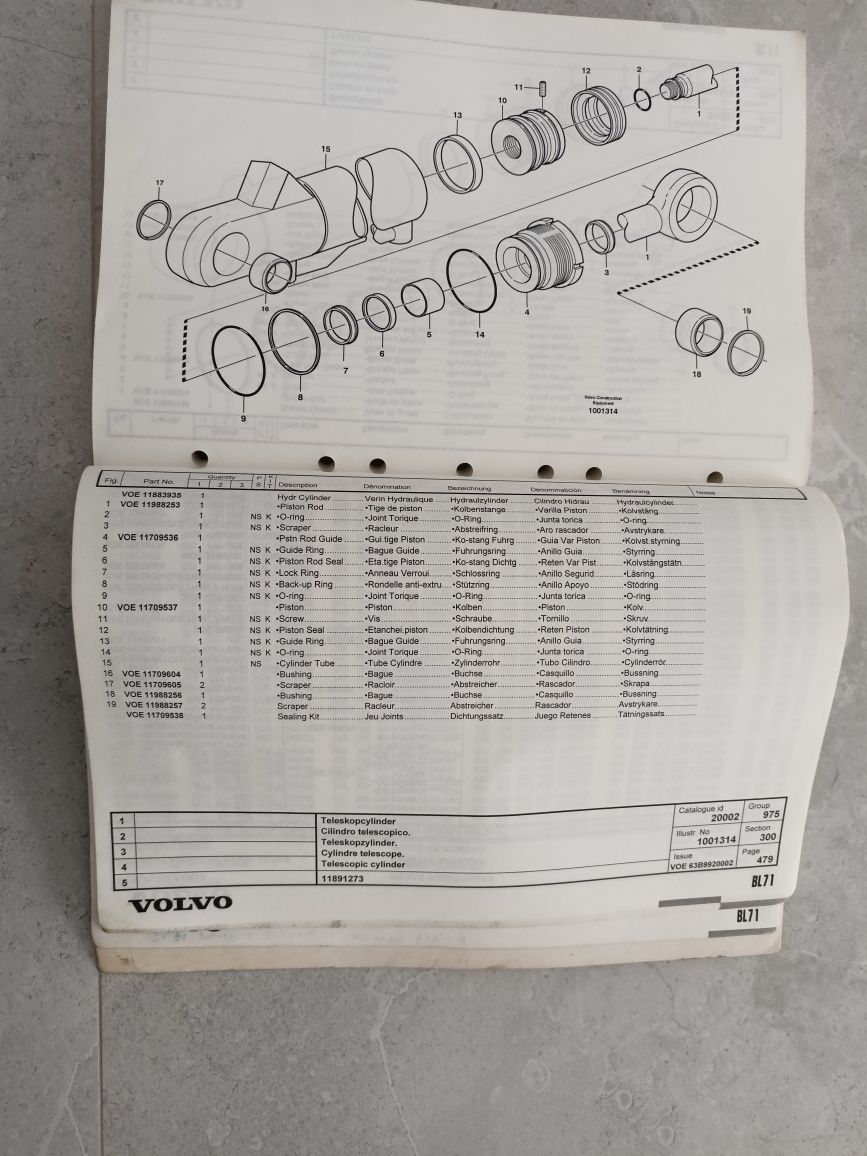 11
12
2
1
10
13
15
17
16
1
3
4
14
5
6
7
8
9
19
18
Volvo Construction
Equipment
1001314
Fig. Part No. Quantity P S K I T Description Dénomination Bezeichnung Denominación Benämning Notes
1 2 3
VOE 11883935 1 Hydr Cylinder Verin Hydraulique Hydraulzylinder Cilindro Hidrau Hydraulcylinder
1 VOE 11988253 1 •Piston Rod •Tige de piston •Kolbenstange •Varilla Piston •Kolvstång
2 1 NS K •O-ring •Joint Torique •O-Ring •Junta torica •O-ring
3 1 NS K •Scraper •Racleur •Abstreifring •Aro rascador •Avstrykare
4 VOE 11709536 1 •Pstn Rod Guide •Gui.tige Piston •Ko-stang Fuhrg •Guia Var Piston •Kolvst.styrning
5 1 NS K •Guide Ring •Bague Guide •Fuhrungsring •Anillo Guia •Styrring
6 1 NS K •Piston Rod Seal •Eta.tige Piston •Ko-stang Dichtg •Reten Var Pist •Kolvstångstätn
7 1 NS K •Lock Ring •Anneau Verroui •Schlossring •Anillo Segurid •Låsring
8 1 NS K •Back-up Ring •Rondelle anti-extru •Stützring •Anillo Apoyo •Stödring
9 1 NS K •O-ring •Joint Torique •O-Ring •Junta torica •O-ring
10 VOE 11709537 1 •Piston •Piston •Kolben •Piston •Kolv
11 1 NS K •Screw •Vis •Schraube •Tornillo •Skruv
12 1 NS K •Piston Seal •Etanchei.piston •Kolbendichtung •Reten Piston •Kolvtätning
13 1 NS K •Guide Ring •Bague Guide •Fuhrungsring •Anillo Guia •Styrring
14 1 NS K •O-ring •Joint Torique •O-Ring •Junta torica •O-ring
15 1 NS •Cylinder Tube •Tube Cylindre •Zylinderrohr •Tubo Cilindro •Cylinderrör
16 VOE 11709604 1 •Bushing •Bague •Buchse •Casquillo •Bussning
17 VOE 11709605 2 •Scraper •Racloir •Abstreicher •Rascador •Skrapa
18 VOE 11988256 1 •Bushing •Bague •Buchse •Casquillo •Bussning
19 VOE 11988257 2 Scraper Racleur Abstreicher Rascador Avstrykare
VOE 11709538 1 Sealing Kit Jeu Joints Dichtungssatz Juego Retenes Tätningssats
1 Teleskopcylinder
2 Cilindro telescopico.
3 Teleskopzylinder.
4 Cylindre telescope.
5 Telescopic cylinder
11891273
Catalogue id 20002 Group 975
Illustr. No 1001314 Section 300
Issue VOE 63B9920002 Page 479
VOLVO
BL71
BL71